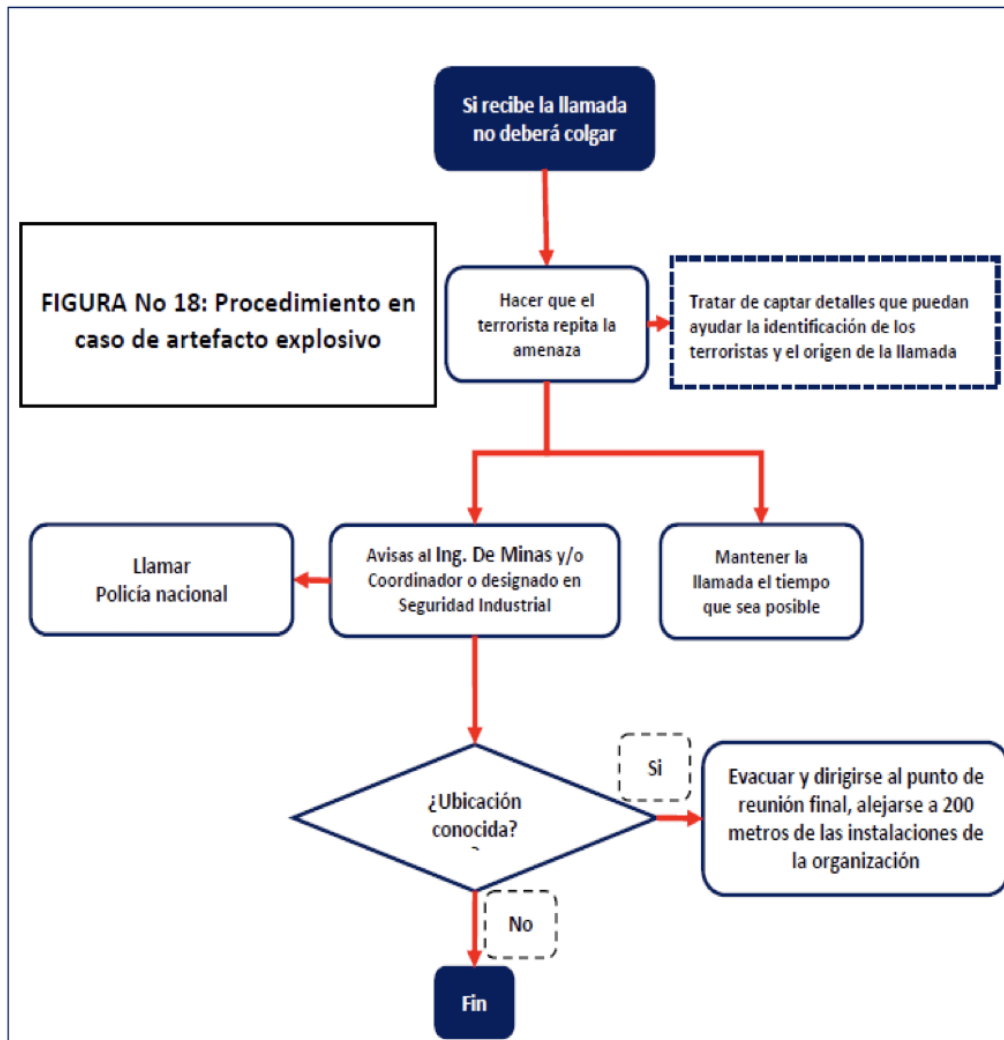 Si recibe la llamada
no deberá colgar
FIGURA No 18: Procedimiento en
caso de artefacto explosivo
Hacer que el
terrorista repita la
amenaza
Tratar de captar detalles que puedan
ayudar la identificación de los
terroristas y el origen de la llamada
Llamar
Policía nacional
Avisas al Ing. De Minas y/o
Coordinador o designado en
Seguridad Industrial
Mantener la
llamada el tiempo
que sea posible
¿Ubicación
conocida?
Si
Evacuar y dirigirse al punto de
reunión final, alejarse a 200
metros de las instalaciones de
la organización
No
Fin